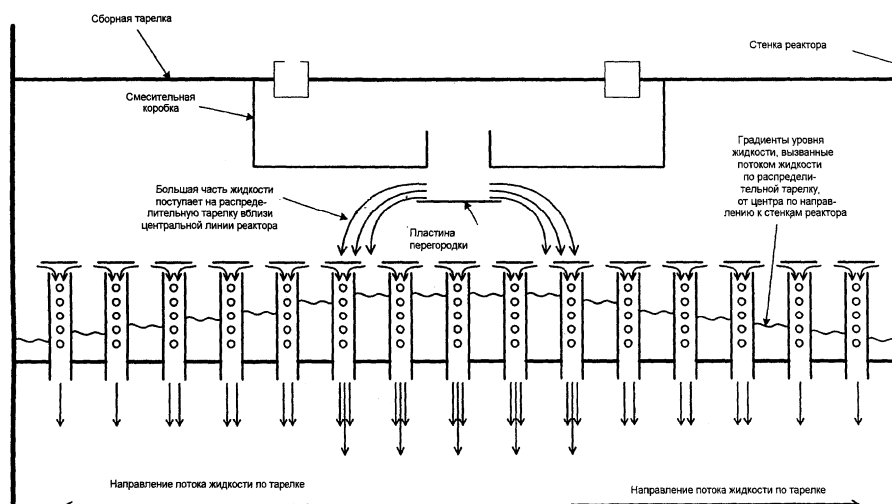 Сборная тарелка
Стенка реактора
Смесительная
коробка
Градиенты уровня
жидкости, вызванные
потоком жидкости
по распредели-
тельной тарелку,
от центра по направ-
лению к стенкам реактора
Большая часть жидкости
поступает на распреде-
лительную тарелку вблизи
центральной линии реактора
Пластина
перегородки
Направление потока жидкости по тарелке
Направление потока жидкости по тарелке